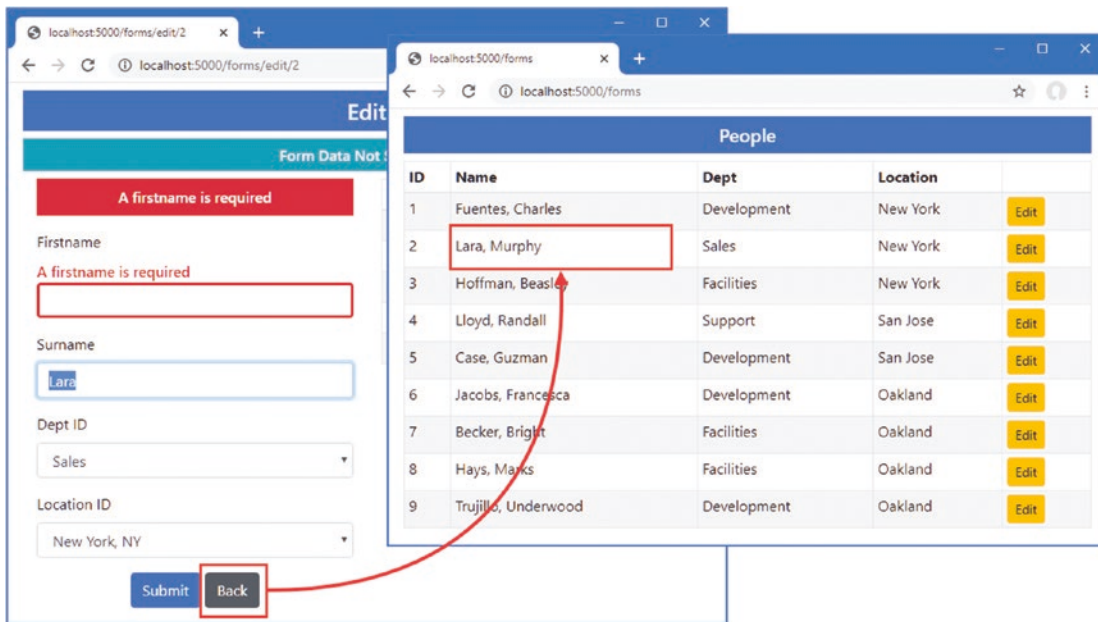 localhost:5000/forms/edit/2
localhost:5000/forms/edit/2
Edit
Form Data Not
A firstname is required
Firstname
A firstname is required
Surname
Lara
Dept ID
Sales
Location ID
New York, NY
Submit Back
localhost:5000/forms
localhost:5000/forms
People
ID Name Dept Location
1 Fuentes, Charles Development New York Edit
2 Lara, Murphy Sales New York Edit
3 Hoffman, Beasley Facilities New York Edit
4 Lloyd, Randall Support San Jose Edit
5 Case, Guzman Development San Jose Edit
6 Jacobs, Francesca Development Oakland Edit
7 Becker, Bright Facilities Oakland Edit
8 Hays, Marks Facilities Oakland Edit
9 Trujillo, Underwood Development Oakland Edit